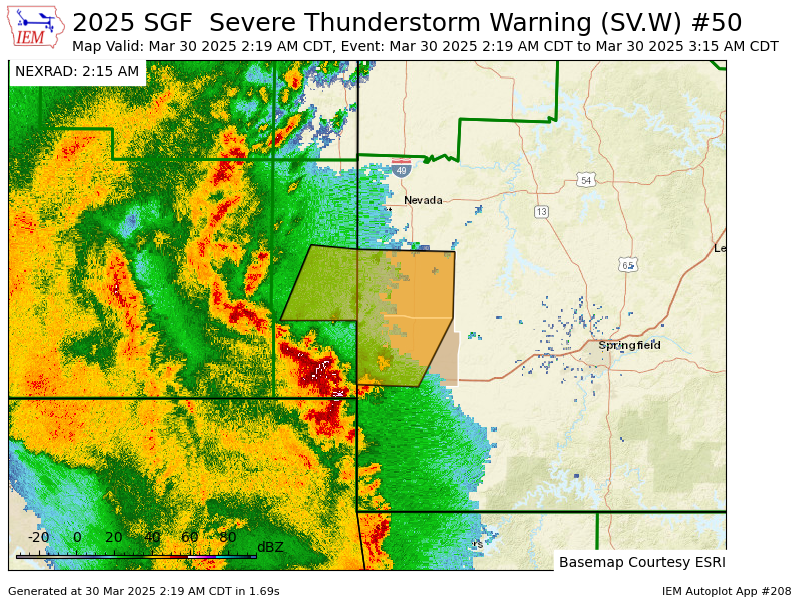 IEM
2025 SGF Severe Thunderstorm Warning (SV.W) #50
Map Valid: Mar 30 2025 2:19 AM CDT, Event: Mar 30 2025 2:19 AM CDT to Mar 30 2025 3:15 AM CDT
NEXRAD: 2:15 AM
49
Nevada
54
13
Le
65
Springfield
-20 0 20 40 60 80
dBZ
rs
Basemap Courtesy ESRI
Generated at 30 Mar 2025 2:19 AM CDT in 1.69s
IEM Autoplot App #208